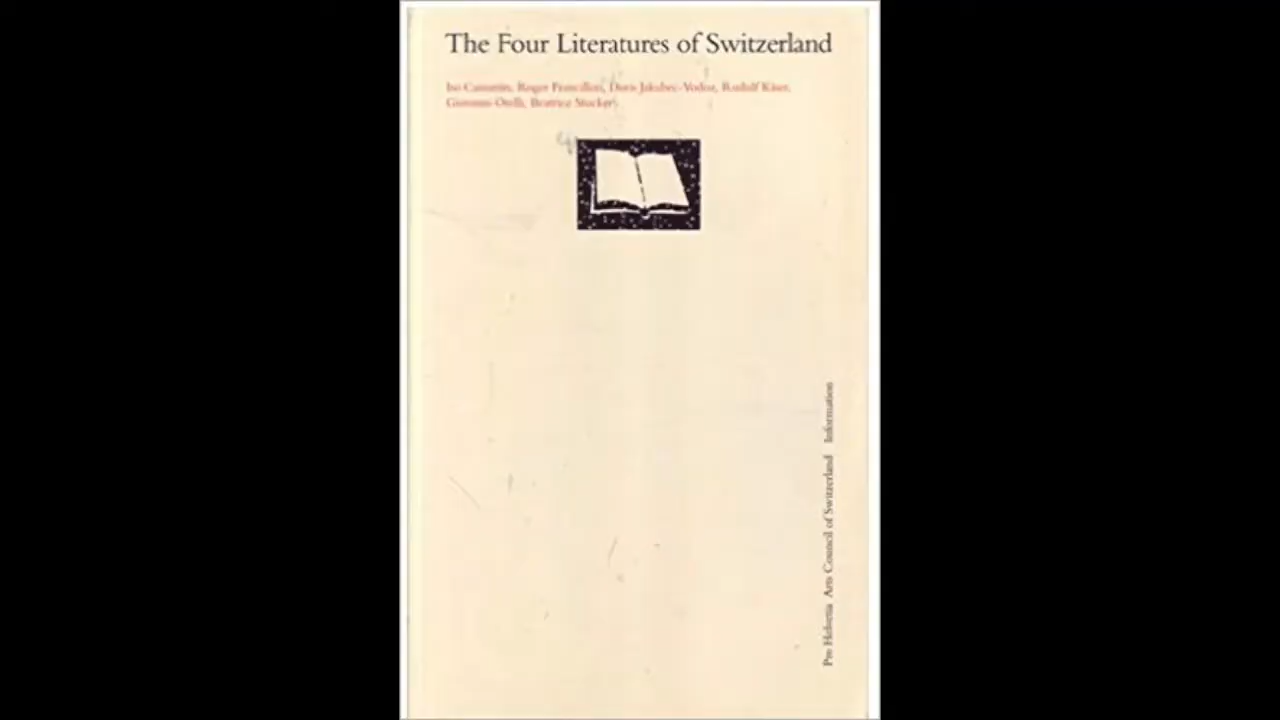 The Four Literatures of Switzerland
Iso Camartin, Roger Francillon, Doris Jakubec-Vodoz, Rudolf Käser,
Giovanni Orelli, Beatrice Stocker
Pro Helvetia Arts Council of Switzerland Information